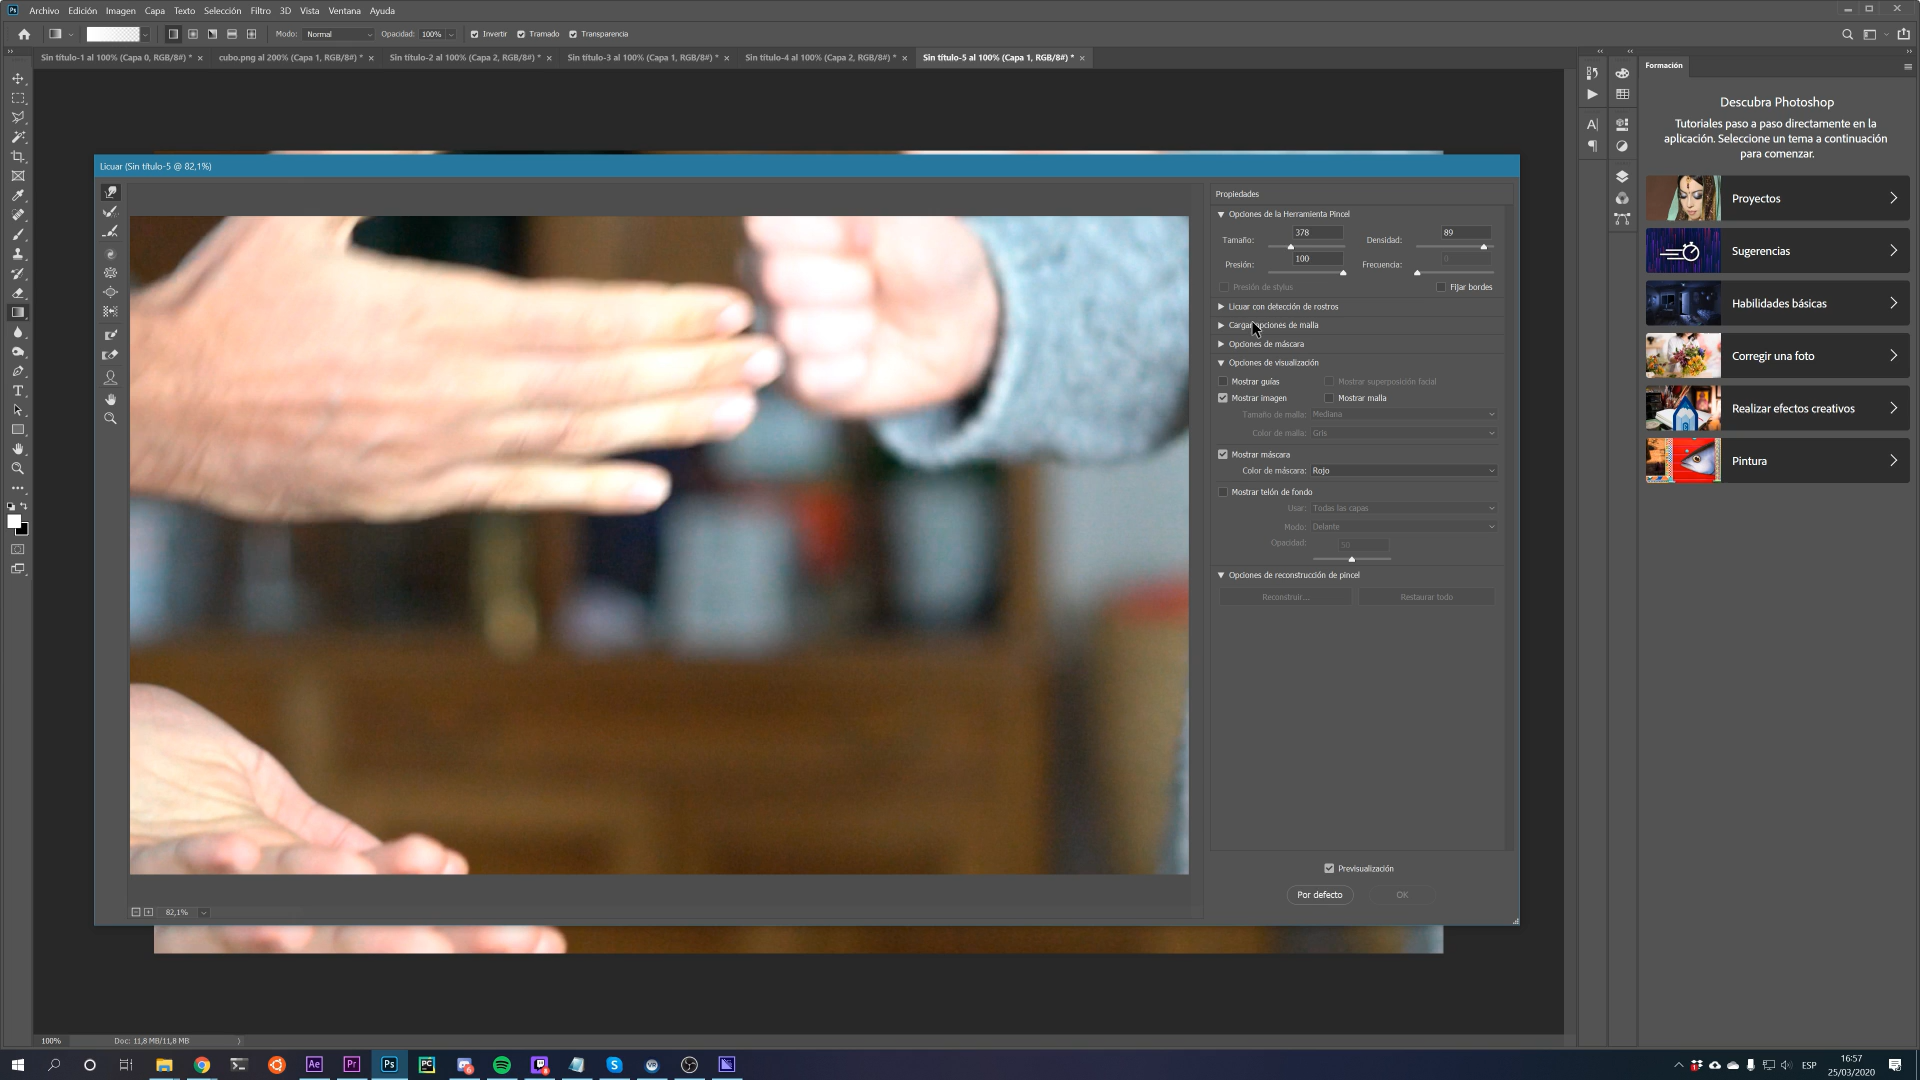 Archivo Edición Imagen Capa Texto Selección Filtro 3D Vista Ventana Ayuda
Modo: Normal Opacidad: 100% Invertir Tramado Transparencia
Sin título-1 al 100% (Capa 0, RGB/8#) * cubo.png al 200% (Capa 1, RGB/8#) * Sin título-2 al 100% (Capa 2, RGB/8#) * Sin título-3 al 100% (Capa 1, RGB/8#) * Sin título-4 al 100% (Capa 2, RGB/8#) * Sin título-5 al 100% (Capa 1, RGB/8#) *
Licuar (Sin título-5 @ 82,1%)
Propiedades
Opciones de la Herramienta Pincel
Tamaño: 378 Densidad: 89
Presión: 100 Frecuencia: 0
Presión de stylus Fijar bordes
Licuar con detección de rostros
Cargar opciones de malla
Opciones de máscara
Opciones de visualización
Mostrar guías Mostrar superposición facial
Mostrar imagen Mostrar malla
Tamaño de malla: Mediana
Color de malla: Gris
Mostrar máscara
Color de máscara: Rojo
Mostrar telón de fondo
Usar: Todas las capas
Modo: Delante
Opacidad: 50
Opciones de reconstrucción de pincel
Reconstruir... Restaurar todo
Previsualización
Por defecto OK
82,1%
Formación
Descubra Photoshop
Tutoriales paso a paso directamente en la
aplicación. Seleccione un tema a continuación
para comenzar.
Proyectos
Sugerencias
Habilidades básicas
Corregir una foto
Realizar efectos creativos
Pintura
100% Doc: 11,8 MB/11,8 MB
Ae Pr Ps PC
ESP
16:57
25/03/2020